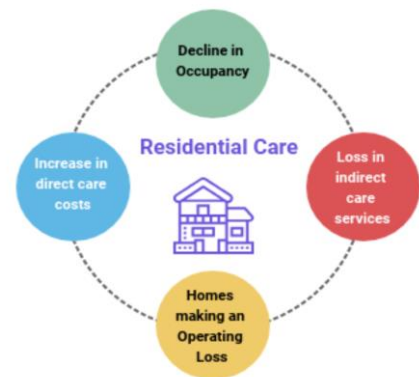 Decline in
Occupancy
Residential Care
Increase in
direct care
costs
Loss in
indirect
care
services
Homes
making an
Operating
Loss